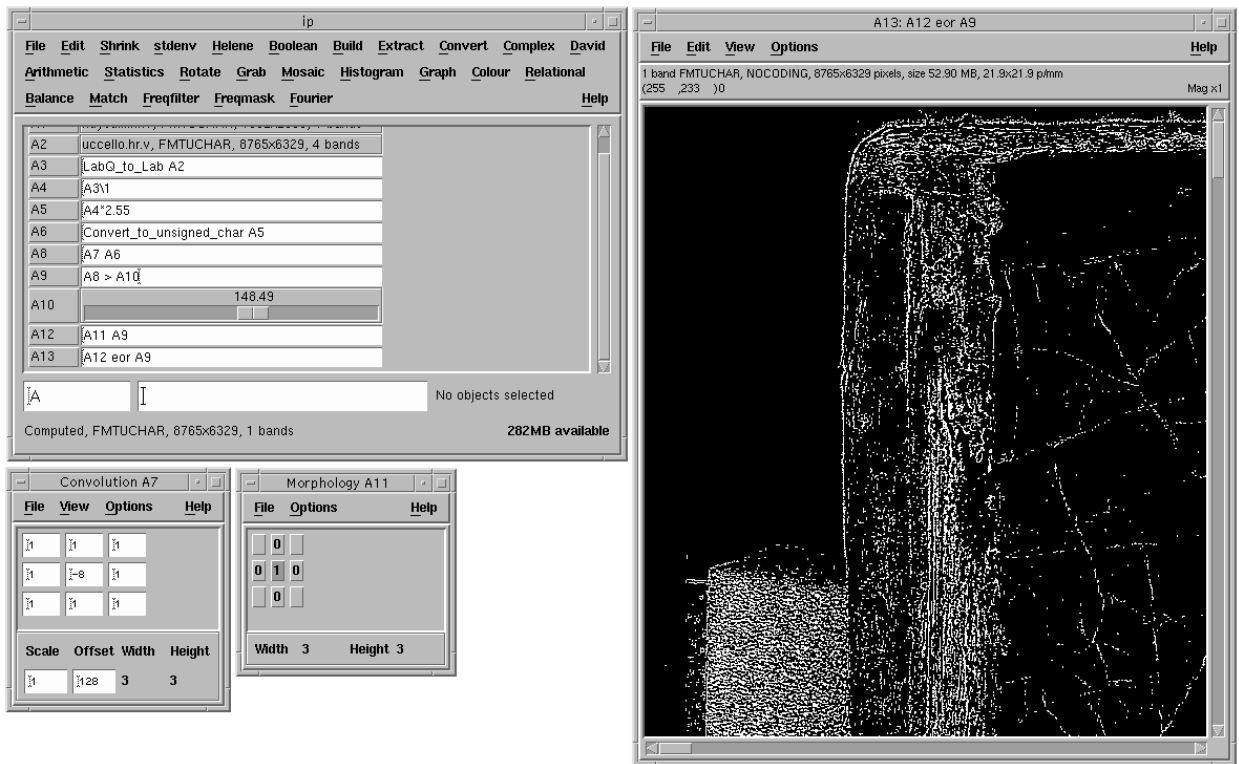 ip
File Edit Shrink stdenv Helene Boolean Build Extract Convert Complex David
Arithmetic Statistics Rotate Grab Mosaic Histogram Graph Colour Relational
Balance Match Freqfilter Freqmask Fourier Help
A2 uccello.hr.v, FMTUCHAR, 8765x6329, 4 bands
A3 LabQ_to_Lab A2
A4 A3\1
A5 A4*2.55
A6 Convert_to_unsigned_char A5
A8 A7 A6
A9 A8 > A10
A10 148.49
A12 A11 A9
A13 A12 eor A9
A No objects selected
Computed, FMTUCHAR, 8765x6329, 1 bands 282MB available
Convolution A7
File View Options Help
1 1 1
1 -8 1
1 1 1
Scale Offset Width Height
1 128 3 3
Morphology A11
File Options Help
0
0 1 0
0
Width 3 Height 3
A13: A12 eor A9
File Edit View Options Help
1 band FMTUCHAR, NOCODING, 8765x6329 pixels, size 52.90 MB, 21.9x21.9 p/mm
(255 ,233 )0 Mag x1